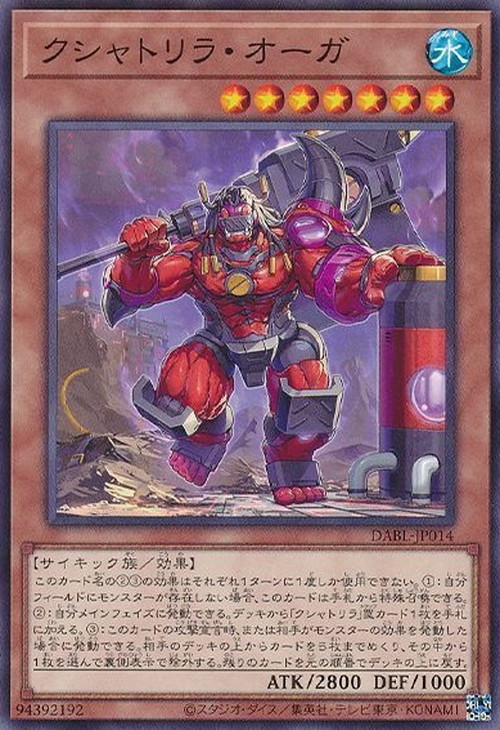 クシャトリラ・オーガ
水
DABL-JP014
【サイキック族／効果】
このカード名の②③の効果はそれぞれ１ターンに１度しか使用できない。①：自分
フィールドにモンスターが存在しない場合、このカードは手札から特殊召喚できる。
②：自分メインフェイズに発動できる。デッキから「クシャトリラ」罠カード１枚を手札
に加える。③：このカードの攻撃宣言時、または相手がモンスターの効果を発動した
場合に発動できる。相手のデッキの上からカードを５枚までめくり、その中から
１枚を選んで裏側表示で除外する。残りのカードを元の順番でデッキの上に戻す。
ATK/2800 DEF/1000
94392192 ©スタジオ・ダイス／集英社・テレビ東京・KONAMI